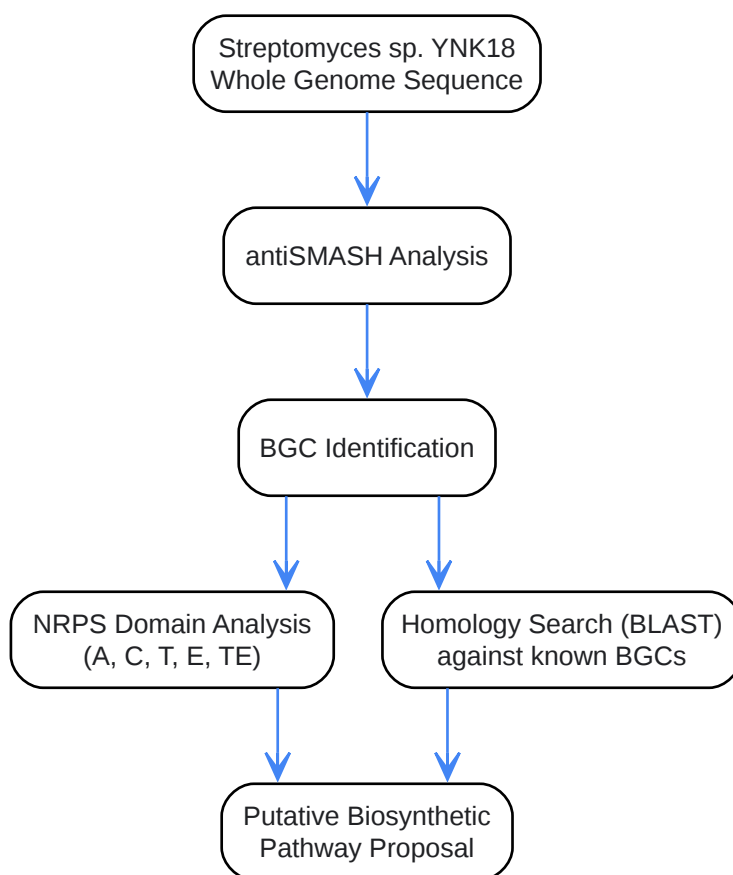 Streptomyces sp. YNK18
Whole Genome Sequence
antiSMASH Analysis
BGC Identification
NRPS Domain Analysis
(A, C, T, E, TE)
Homology Search (BLAST)
against known BGCs
Putative Biosynthetic
Pathway Proposal